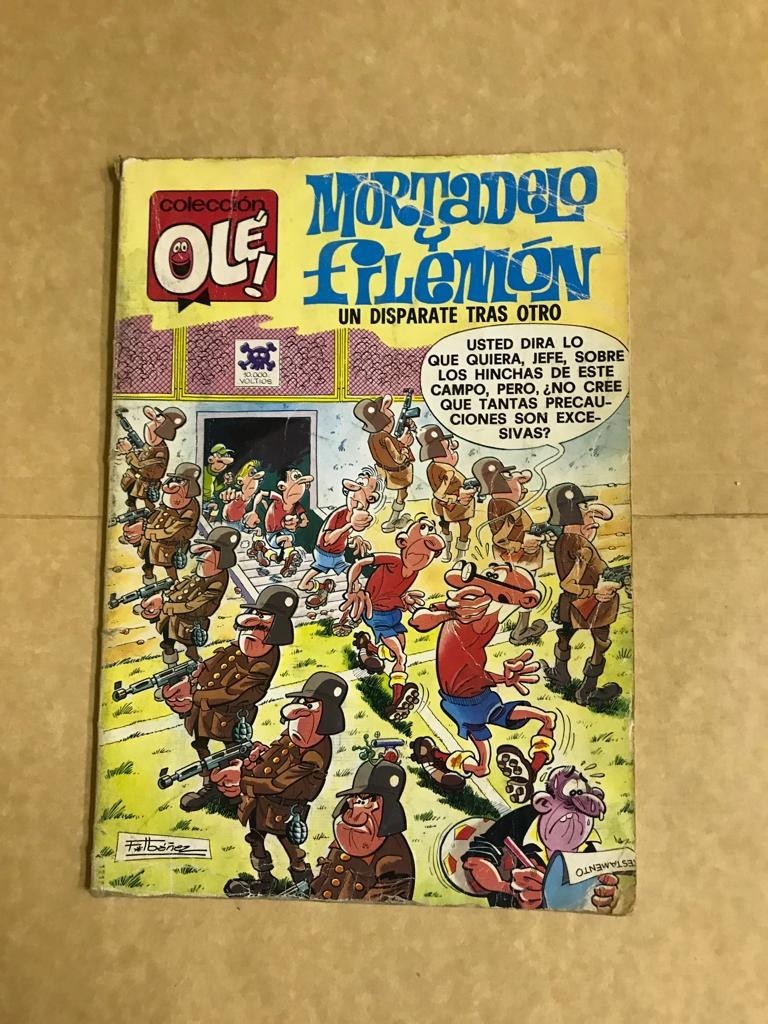 colección
OLÉ!
MORTADELO
Y
FILEMÓN
UN DISPARATE TRAS OTRO
USTED DIRA LO
QUE QUIERA, JEFE, SOBRE
LOS HINCHAS DE ESTE
CAMPO, PERO, ¿NO CREE
QUE TANTAS PRECAU-
CIONES SON EXCE-
SIVAS?
10.000
VOLTIOS
F. Ibáñez
TESTAMENTO